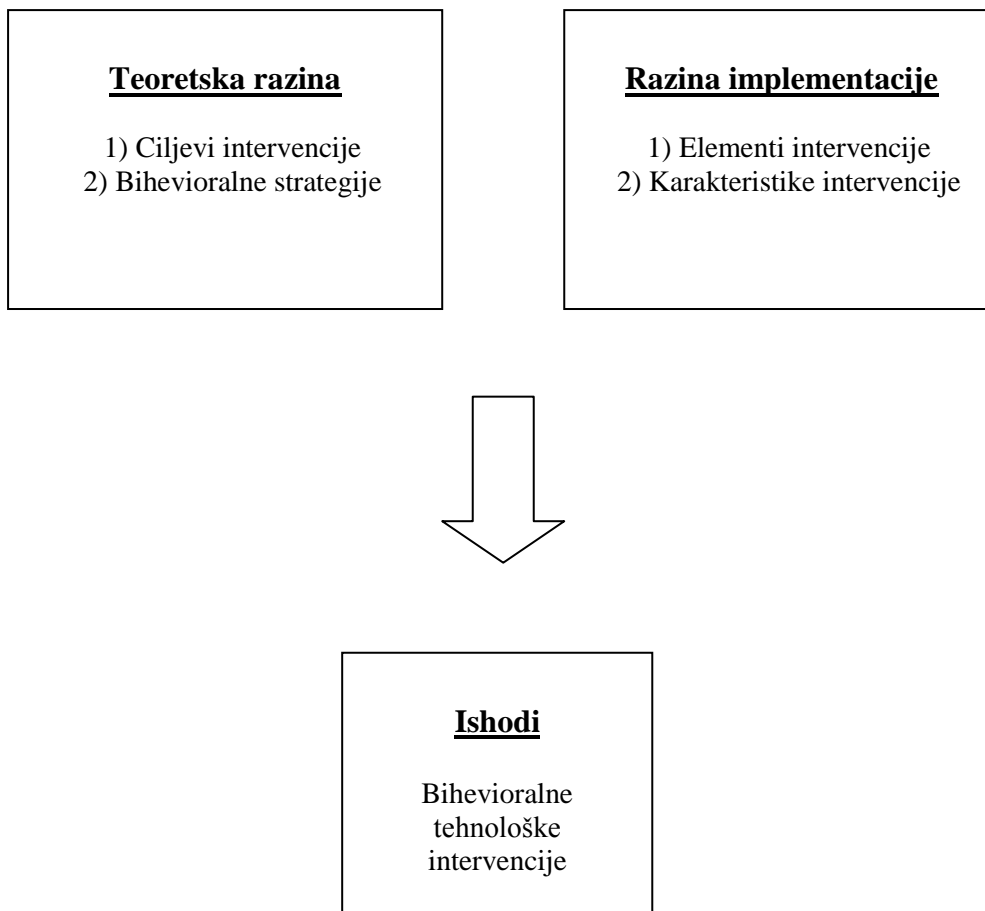 Teoretska razina
1) Ciljevi intervencije
2) Bihevioralne strategije
Razina implementacije
1) Elementi intervencije
2) Karakteristike intervencije
Ishodi
Bihevioralne
tehnološke
intervencije